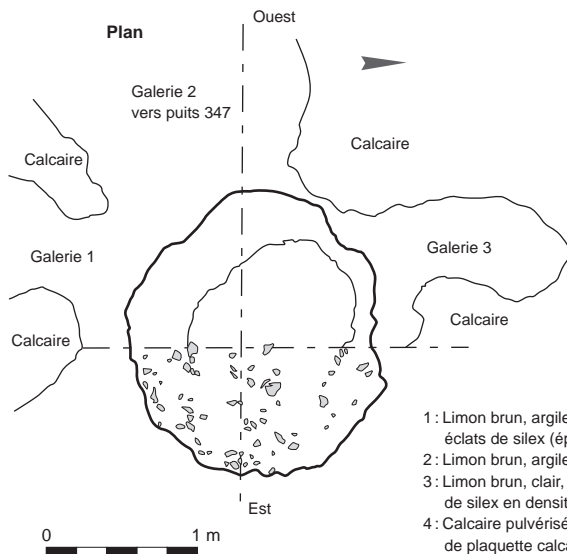 Plan
Ouest
Galerie 2
vers puits 347
Calcaire
Calcaire
Galerie 1
Galerie 3
Calcaire
Calcaire
1 : Limon brun, argile
éclats de silex (ép
2 : Limon brun, argile
3 : Limon brun, clair,
de silex en densit
4 : Calcaire pulvérisé
de plaquette calca
Est
0 1 m